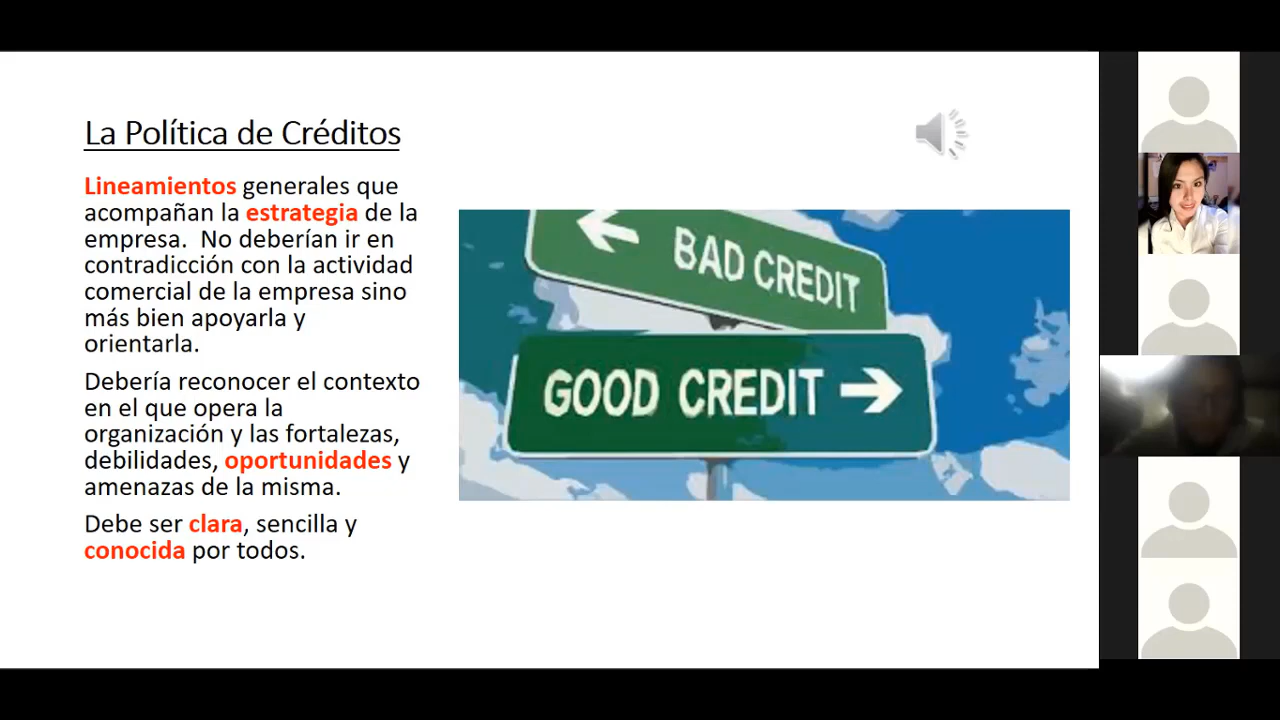 La Política de Créditos
Lineamientos generales que
acompañan la estrategia de la
empresa.  No deberían ir en
contradicción con la actividad
comercial de la empresa sino
más bien apoyarla y
orientarla.
Debería reconocer el contexto
en el que opera la
organización y las fortalezas,
debilidades, oportunidades y
amenazas de la misma.
Debe ser clara, sencilla y
conocida por todos.
BAD CREDIT
GOOD CREDIT